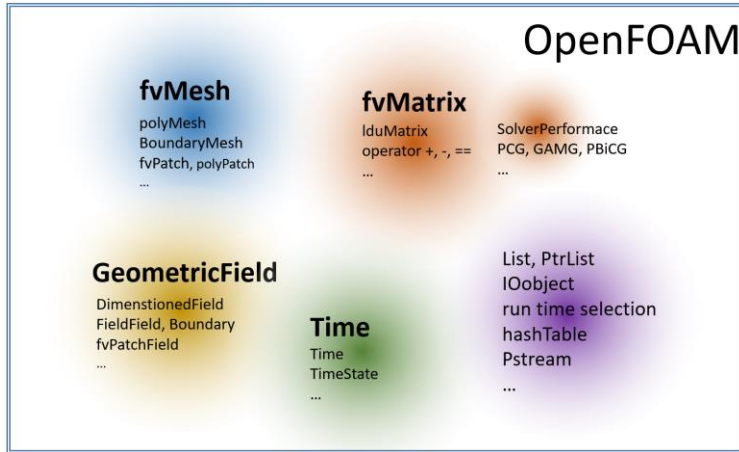 OpenFOAM
fvMesh
polyMesh
BoundaryMesh
fvPatch, polyPatch
...
fvMatrix
lduMatrix
operator +, -, ==
...
SolverPerformace
PCG, GAMG, PBiCG
...
GeometricField
DimenstionedField
FieldField, Boundary
fvPatchField
...
Time
Time
TimeState
...
List, PtrList
IOobject
run time selection
hashTable
Pstream
...